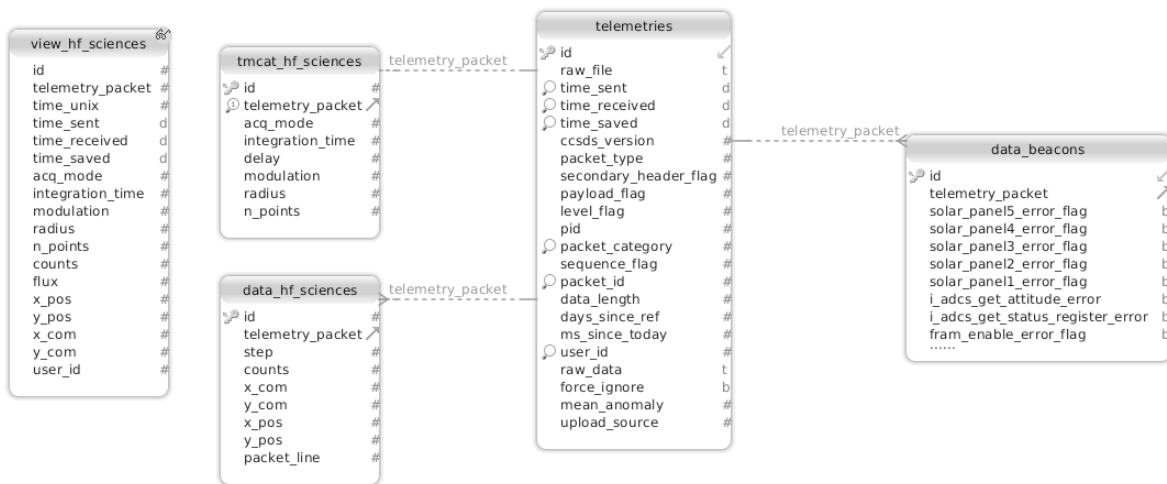 view_hf_sciences
id #
telemetry_packet #
time_unix #
time_sent d
time_received d
time_saved d
acq_mode #
integration_time #
modulation #
radius #
n_points #
counts #
flux #
x_pos #
y_pos #
x_com #
y_com #
user_id #
tmcat_hf_sciences
id #
telemetry_packet
acq_mode #
integration_time #
delay #
modulation #
radius #
n_points #
telemetry_packet
data_hf_sciences
id #
telemetry_packet
step #
counts #
x_com #
y_com #
x_pos #
y_pos #
packet_line #
telemetry_packet
telemetries
id
raw_file t
time_sent d
time_received d
time_saved d
ccsds_version #
packet_type #
secondary_header_flag #
payload_flag #
level_flag #
pid #
packet_category #
sequence_flag #
packet_id #
data_length #
days_since_ref #
ms_since_today #
user_id #
raw_data t
force_ignore b
mean_anomaly #
upload_source #
telemetry_packet
data_beacons
id
telemetry_packet
solar_panel5_error_flag b
solar_panel4_error_flag b
solar_panel3_error_flag b
solar_panel2_error_flag b
solar_panel1_error_flag b
i_adcs_get_attitude_error b
i_adcs_get_status_register_error b
fram_enable_error_flag b
......